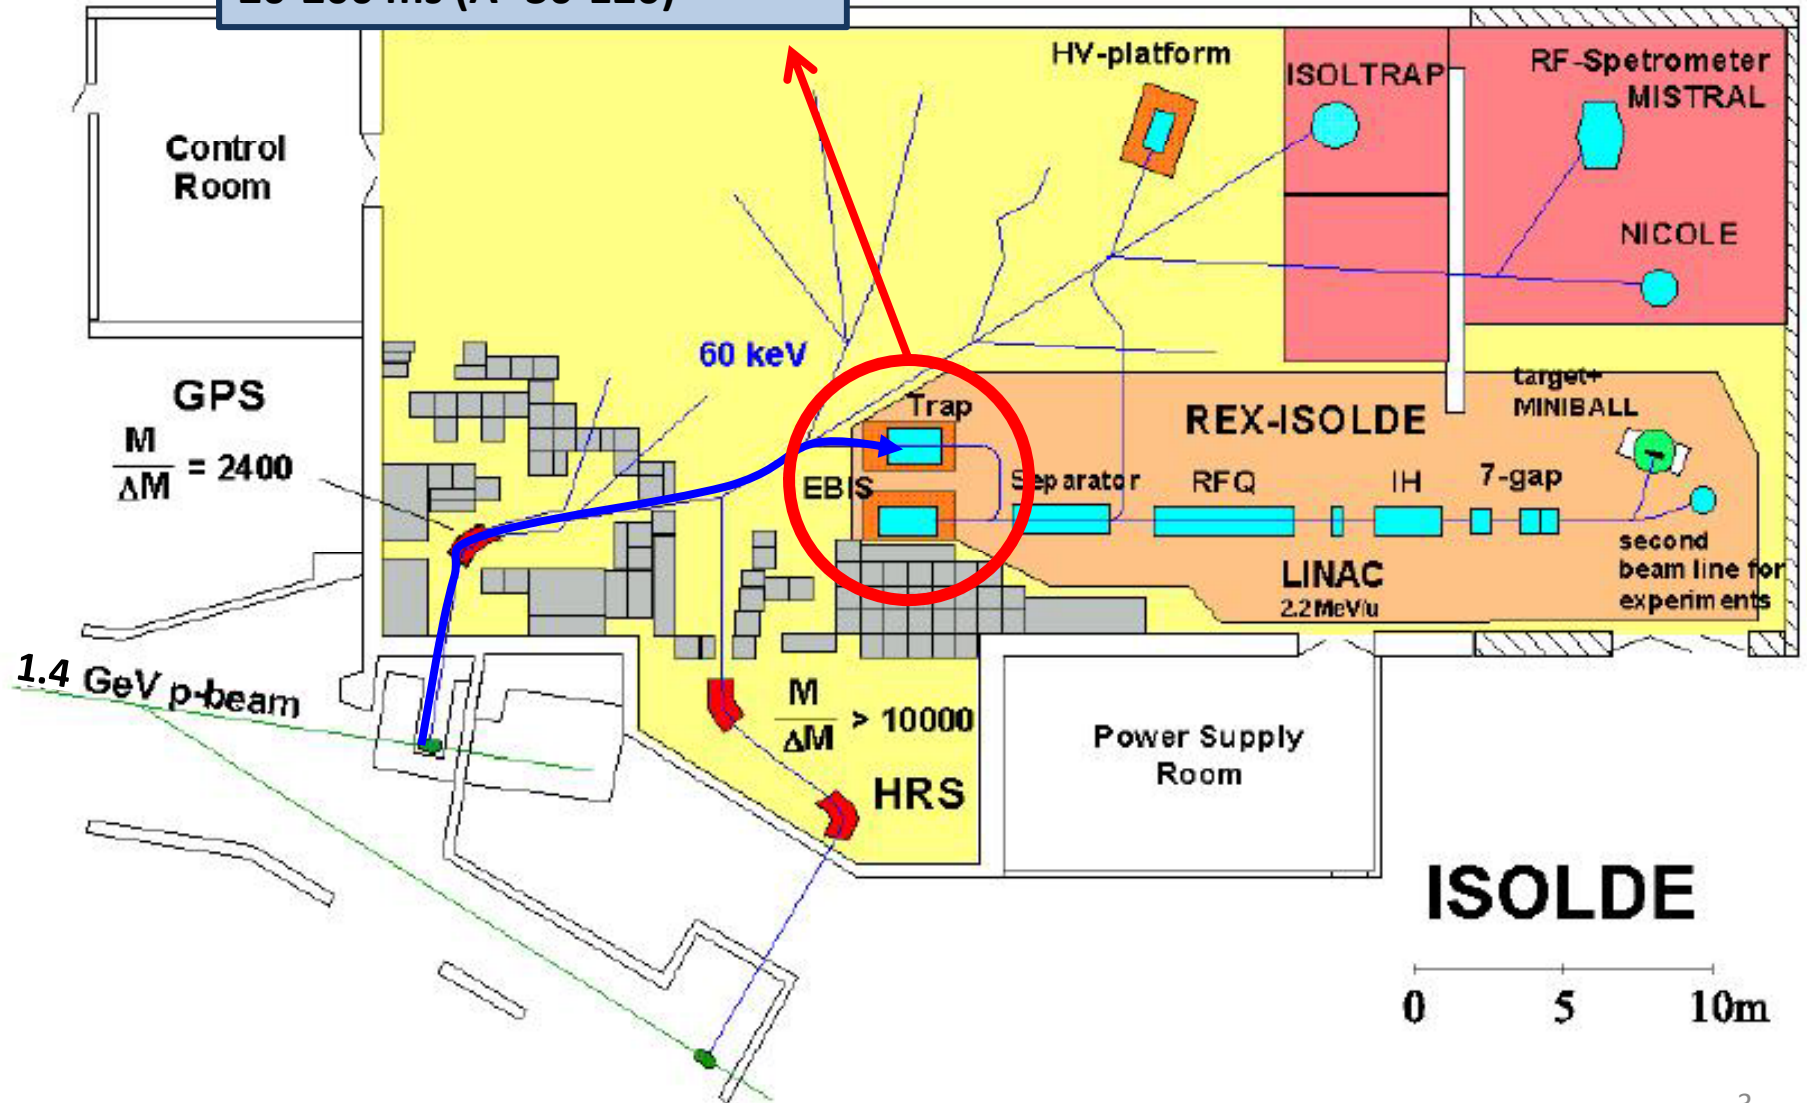 HV-platform
ISOLTRAP
RF-Spetrometer
MISTRAL
Control
Room
NICOLE
60 keV
GPS
M
ΔM
= 2400
Trap
REX-ISOLDE
target+
MINIBALL
EBIS
Separator
RFQ
IH
7-gap
LINAC
2.2MeV/u
second
beam line for
experiments
1.4 GeV p-beam
M
ΔM
> 10000
HRS
Power Supply
Room
ISOLDE
0 5 10m